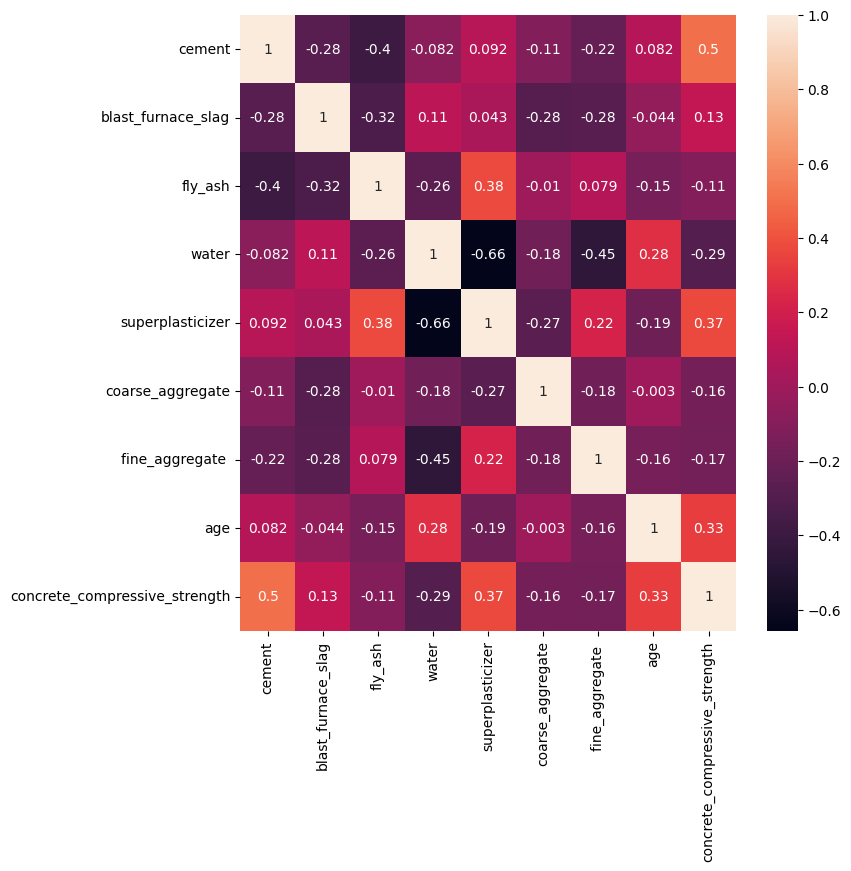 cement 1 -0.28 -0.4 -0.082 0.092 -0.11 -0.22 0.082 0.5
blast_furnace_slag -0.28 1 -0.32 0.11 0.043 -0.28 -0.28 -0.044 0.13
fly_ash -0.4 -0.32 1 -0.26 0.38 -0.01 0.079 -0.15 -0.11
water -0.082 0.11 -0.26 1 -0.66 -0.18 -0.45 0.28 -0.29
superplasticizer 0.092 0.043 0.38 -0.66 1 -0.27 0.22 -0.19 0.37
coarse_aggregate -0.11 -0.28 -0.01 -0.18 -0.27 1 -0.18 -0.003 -0.16
fine_aggregate -0.22 -0.28 0.079 -0.45 0.22 -0.18 1 -0.16 -0.17
age 0.082 -0.044 -0.15 0.28 -0.19 -0.003 -0.16 1 0.33
concrete_compressive_strength 0.5 0.13 -0.11 -0.29 0.37 -0.16 -0.17 0.33 1
cement
blast_furnace_slag
fly_ash
water
superplasticizer
coarse_aggregate
fine_aggregate
age
concrete_compressive_strength
1.0
0.8
0.6
0.4
0.2
0.0
−0.2
−0.4
−0.6